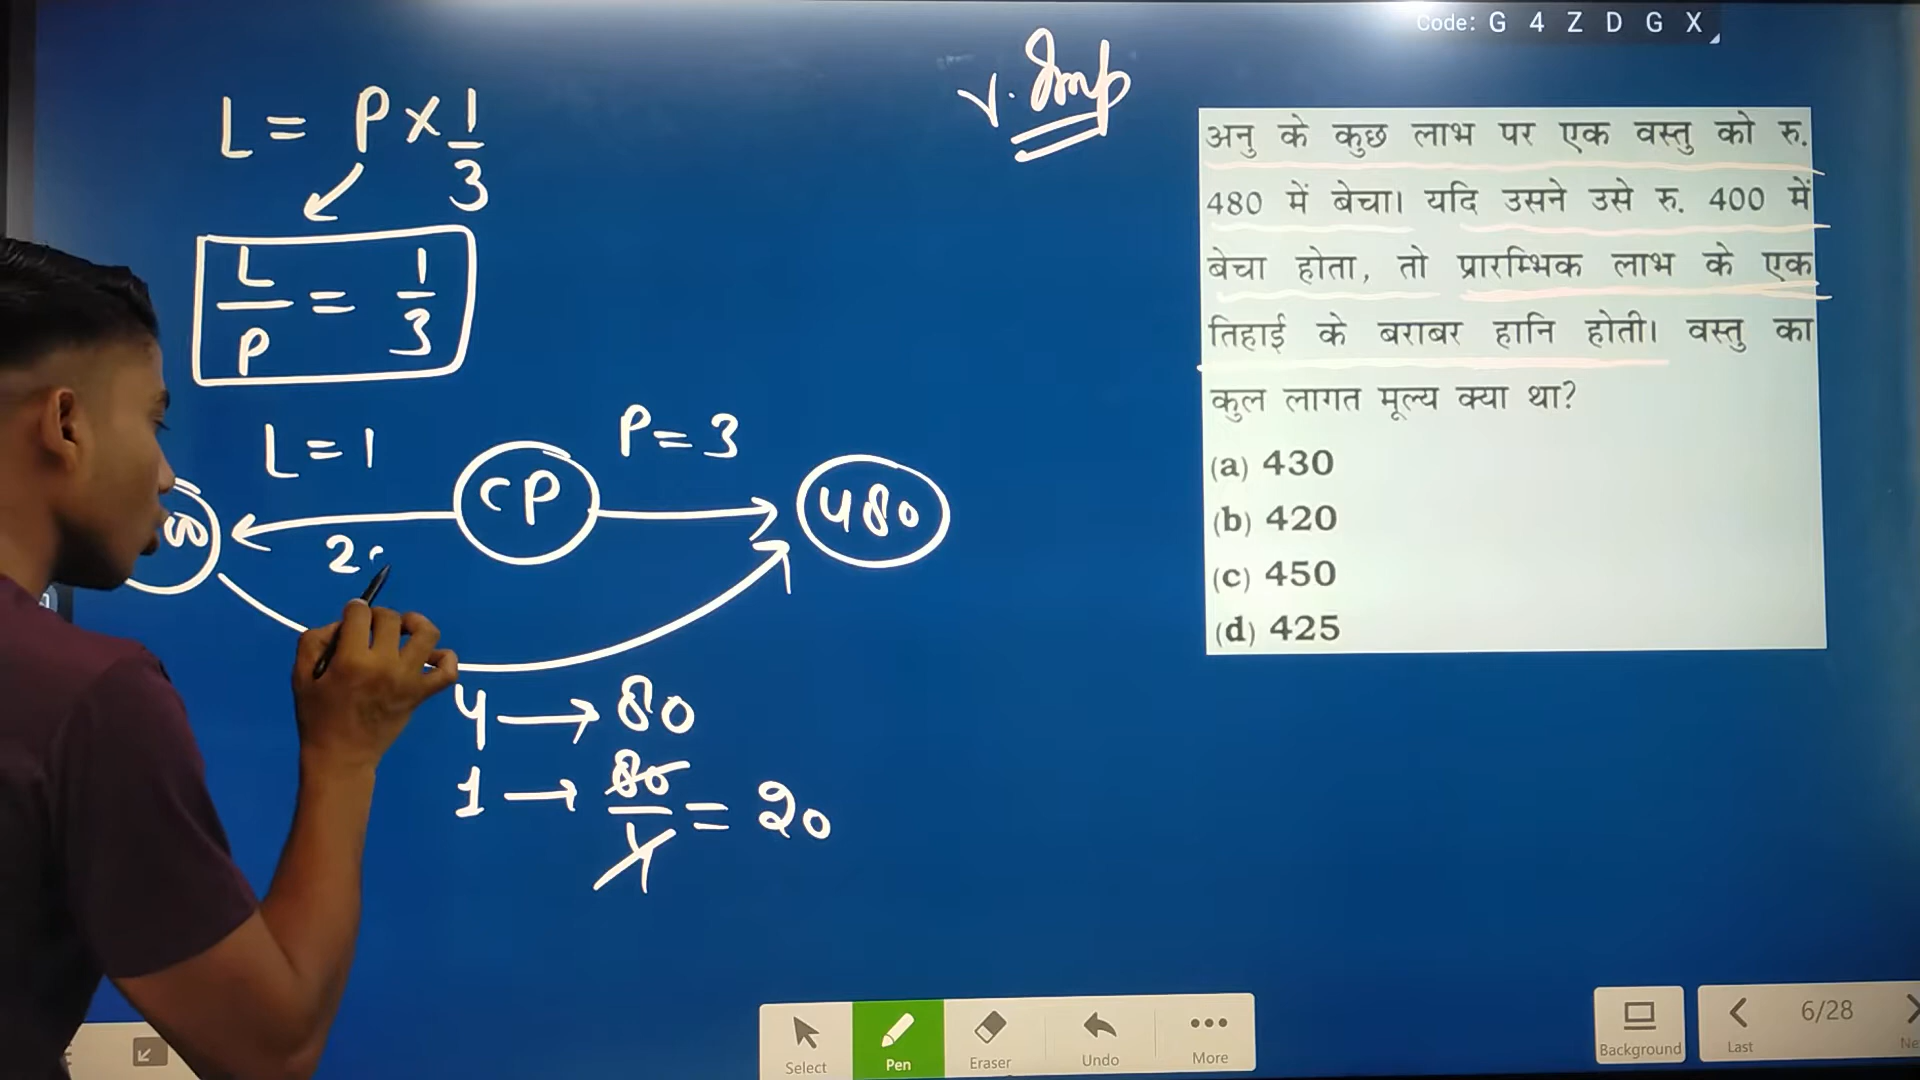 Code: G 4 Z D G X
V. Imp
L = P × 1/3
L/P = 1/3
L = 1
P = 3
CP
480
20
4 → 80
1 → 80/4 = 20
अनु के कुछ लाभ पर एक वस्तु को रु.
480 में बेचा। यदि उसने उसे रु. 400 में
बेचा होता, तो प्रारम्भिक लाभ के एक
तिहाई के बराबर हानि होती। वस्तु का
कुल लागत मूल्य क्या था?
(a) 430
(b) 420
(c) 450
(d) 425
Select
Pen
Eraser
Undo
More
Background
Last
6/28